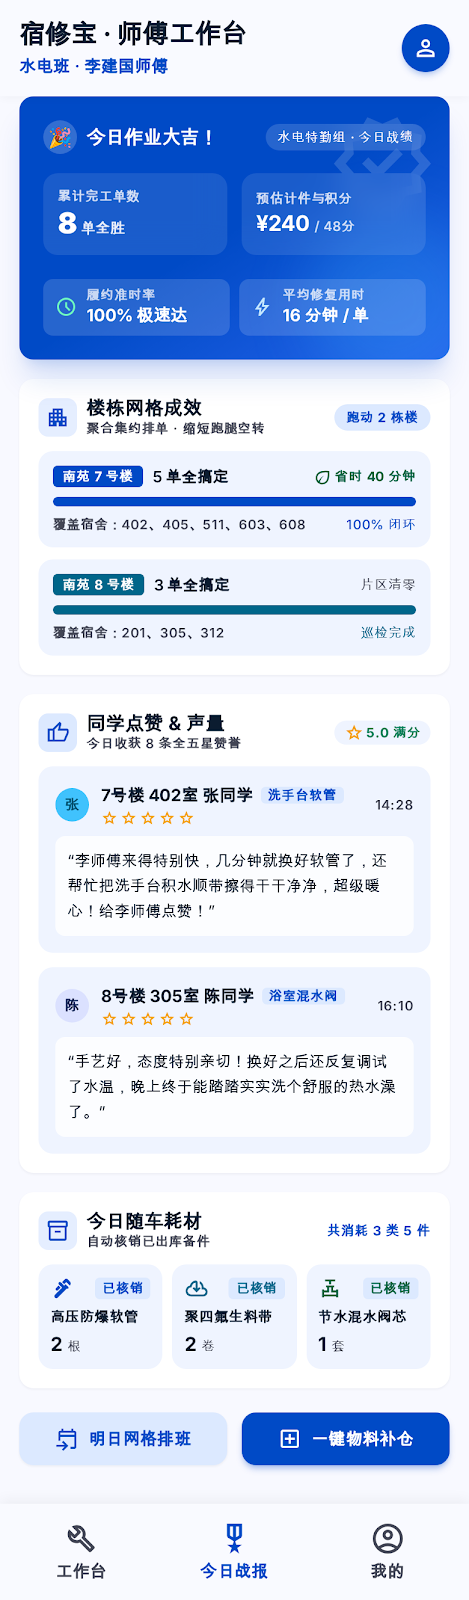 宿修宝 · 师傅工作台
水电班 · 李建国师傅
今日作业大吉！
水电特勤组 · 今日战绩
累计完工单数
8 单全胜
预估计件与积分
¥240 / 48分
履约准时率
100% 极速达
平均修复用时
16 分钟 / 单
楼栋网格成效
聚合集约排单 · 缩短跑腿空转
跑动 2 栋楼
南苑 7 号楼 5 单全搞定 省时 40 分钟
覆盖宿舍：402、405、511、603、608 100% 闭环
南苑 8 号楼 3 单全搞定 片区清零
覆盖宿舍：201、305、312 巡检完成
同学点赞 & 声量
今日收获 8 条全五星赞誉
5.0 满分
张
7号楼 402室 张同学 洗手台软管
14:28
“李师傅来得特别快，几分钟就换好软管了，还
帮忙把洗手台积水顺带擦得干干净净，超级暖
心！给李师傅点赞！”
陈
8号楼 305室 陈同学 浴室混水阀
16:10
“手艺好，态度特别亲切！换好之后还反复调试
了水温，晚上终于能踏踏实实洗个舒服的热水澡
了。”
今日随车耗材
自动核销已出库备件
共消耗 3 类 5 件
已核销
高压防爆软管
2 根
已核销
聚四氟生料带
2 卷
已核销
节水混水阀芯
1 套
明日网格排班
一键物料补仓
工作台
今日战报
我的